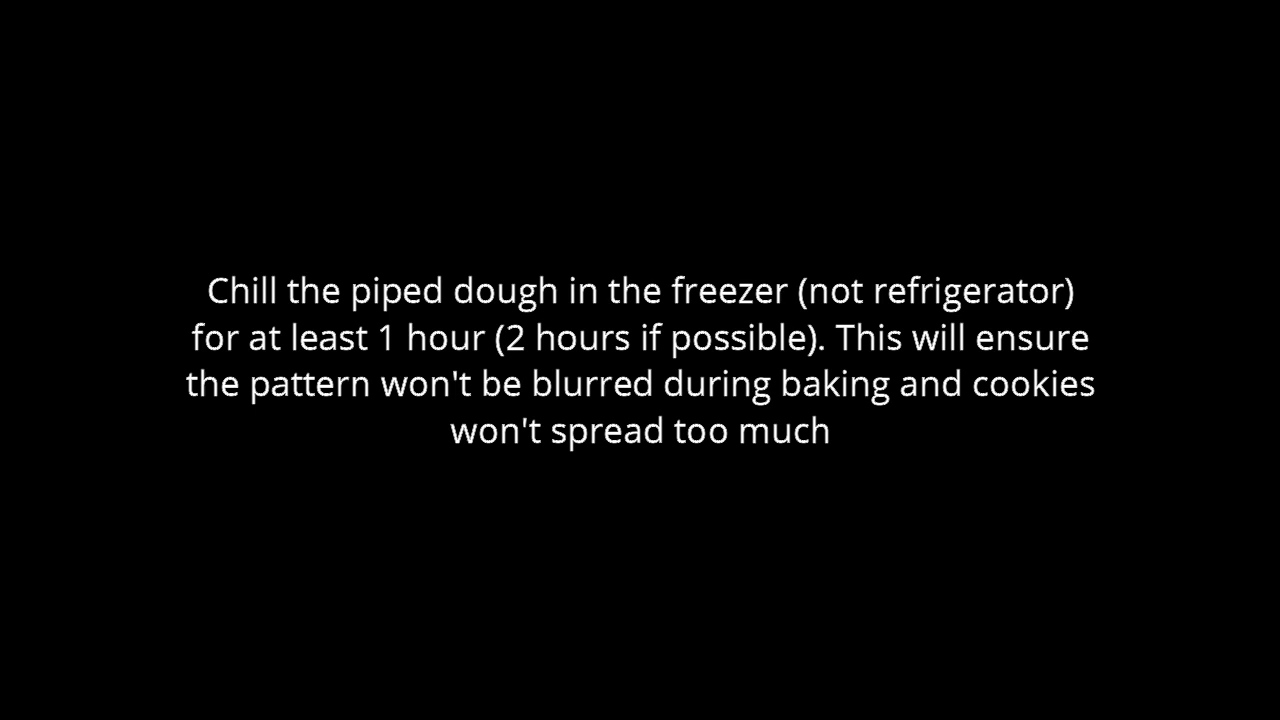 Chill the piped dough in the freezer (not refrigerator)
for at least 1 hour (2 hours if possible). This will ensure
the pattern won't be blurred during baking and cookies
won't spread too much